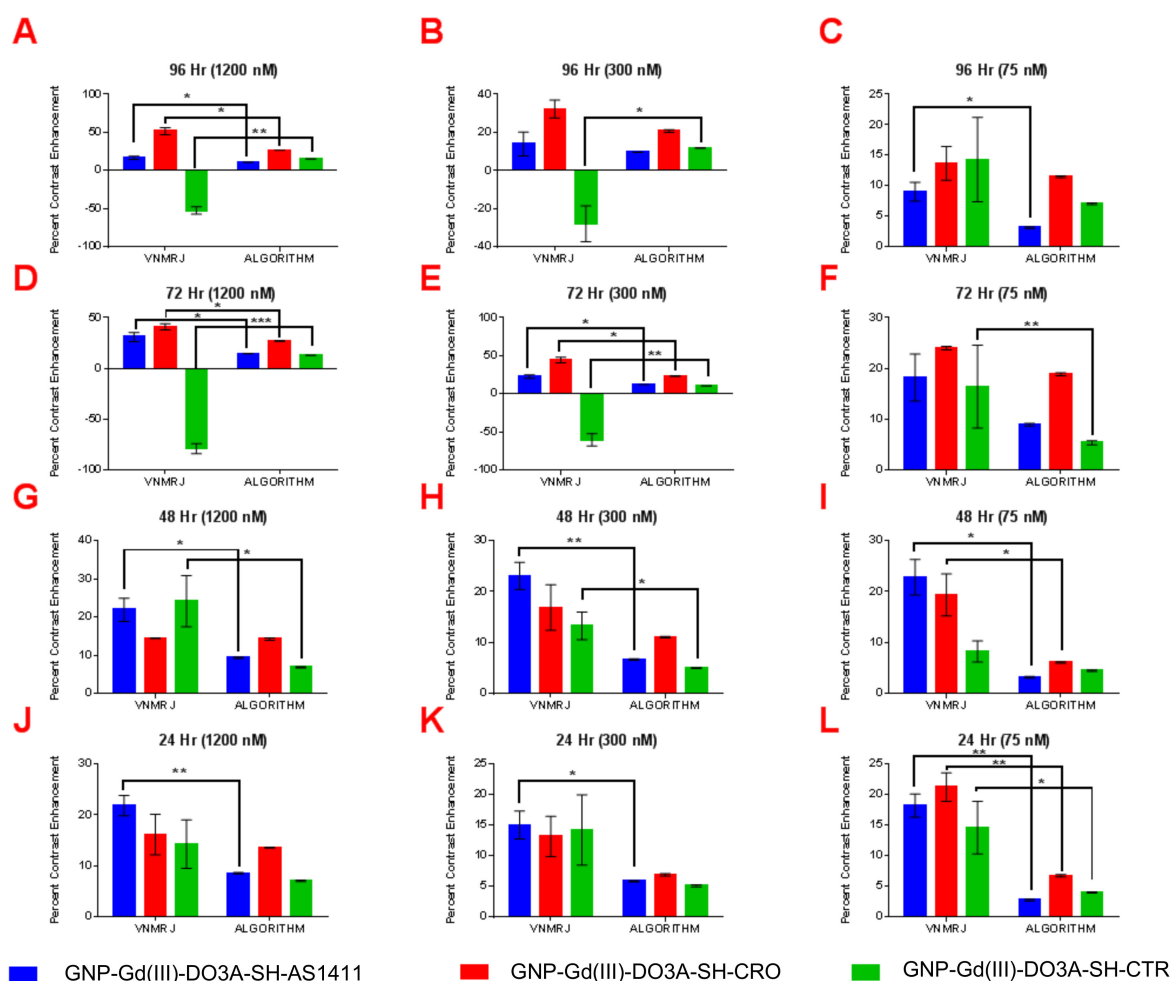 A
96 Hr (1200 nM)
Percent Contrast Enhancement
100
50
0
-50
-100
*
*
**
VNMRJ
ALGORITHM
B
96 Hr (300 nM)
Percent Contrast Enhancement
40
20
0
-20
-40
*
VNMRJ
ALGORITHM
C
96 Hr (75 nM)
Percent Contrast Enhancement
25
20
15
10
5
0
*
VNMRJ
ALGORITHM
D
72 Hr (1200 nM)
Percent Contrast Enhancement
50
0
-50
-100
*
*
***
VNMRJ
ALGORITHM
E
72 Hr (300 nM)
Percent Contrast Enhancement
100
50
0
-50
-100
*
*
**
VNMRJ
ALGORITHM
F
72 Hr (75 nM)
Percent Contrast Enhancement
30
20
10
0
**
VNMRJ
ALGORITHM
G
48 Hr (1200 nM)
Percent Contrast Enhancement
40
30
20
10
0
*
*
VNMRJ
ALGORITHM
H
48 Hr (300 nM)
Percent Contrast Enhancement
30
20
10
0
**
*
VNMRJ
ALGORITHM
I
48 Hr (75 nM)
Percent Contrast Enhancement
30
20
10
0
*
*
VNMRJ
ALGORITHM
J
24 Hr (1200 nM)
Percent Contrast Enhancement
30
20
10
0
**
VNMRJ
ALGORITHM
K
24 Hr (300 nM)
Percent Contrast Enhancement
25
20
15
10
5
0
*
VNMRJ
ALGORITHM
L
24 Hr (75 nM)
Percent Contrast Enhancement
25
20
15
10
5
0
**
**
*
VNMRJ
ALGORITHM
GNP-Gd(III)-DO3A-SH-AS1411
GNP-Gd(III)-DO3A-SH-CRO
GNP-Gd(III)-DO3A-SH-CTR